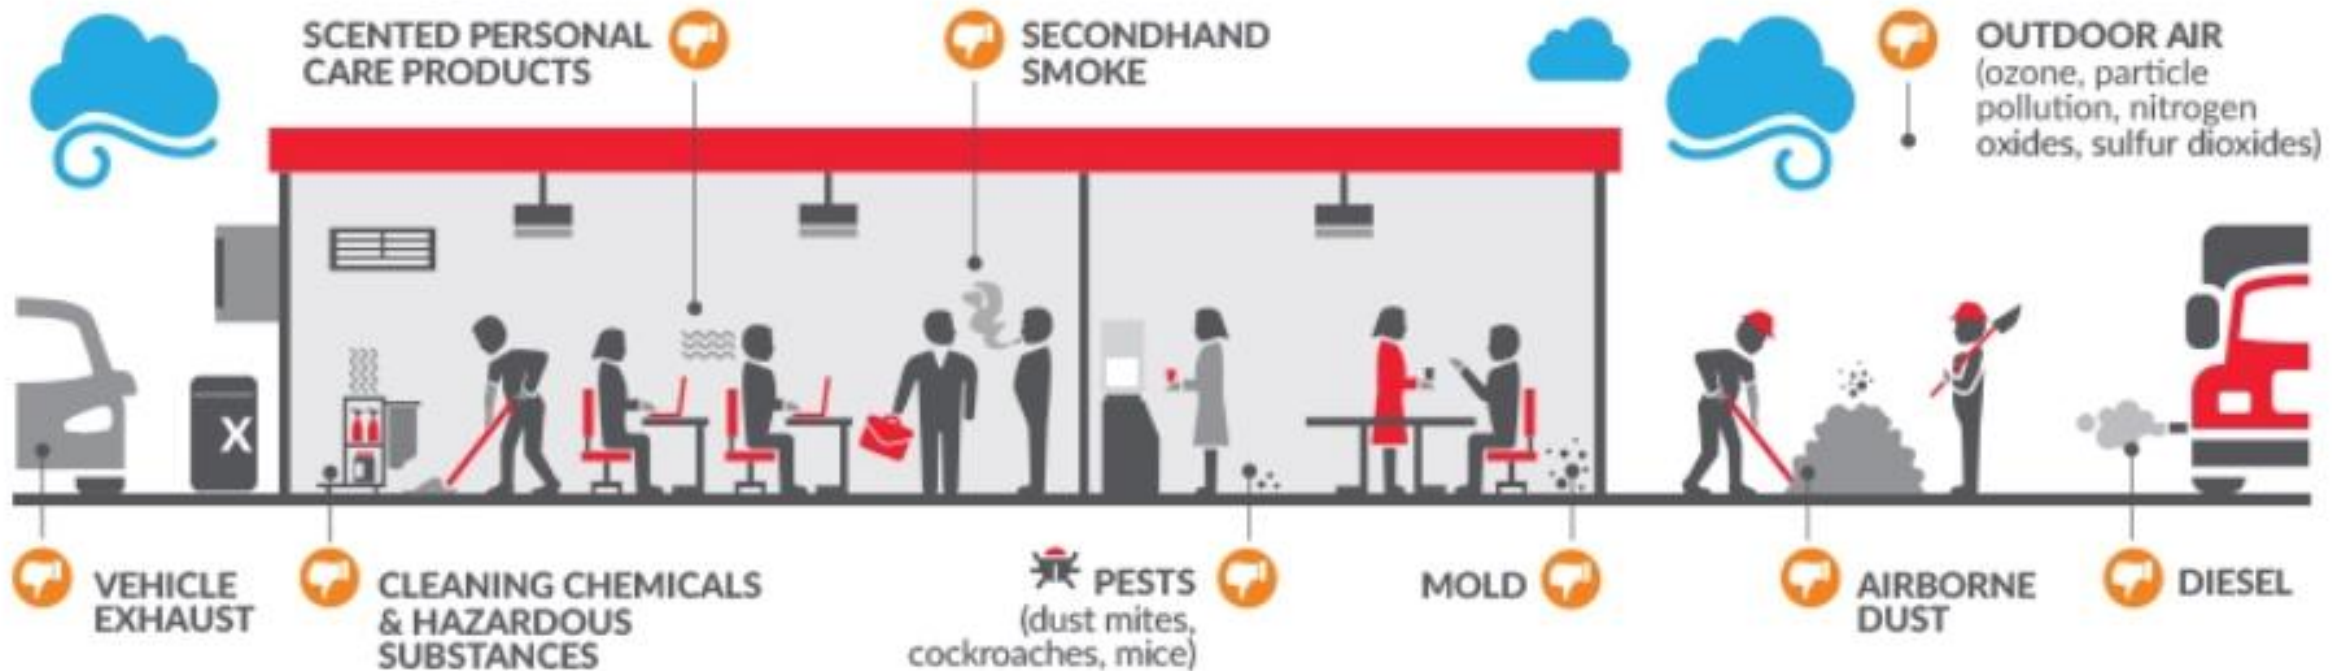 SCENTED PERSONAL
CARE PRODUCTS
SECONDHAND
SMOKE
OUTDOOR AIR
(ozone, particle
pollution, nitrogen
oxides, sulfur dioxides)
X
VEHICLE
EXHAUST
CLEANING CHEMICALS
& HAZARDOUS
SUBSTANCES
PESTS
(dust mites,
cockroaches, mice)
MOLD
AIRBORNE
DUST
DIESEL